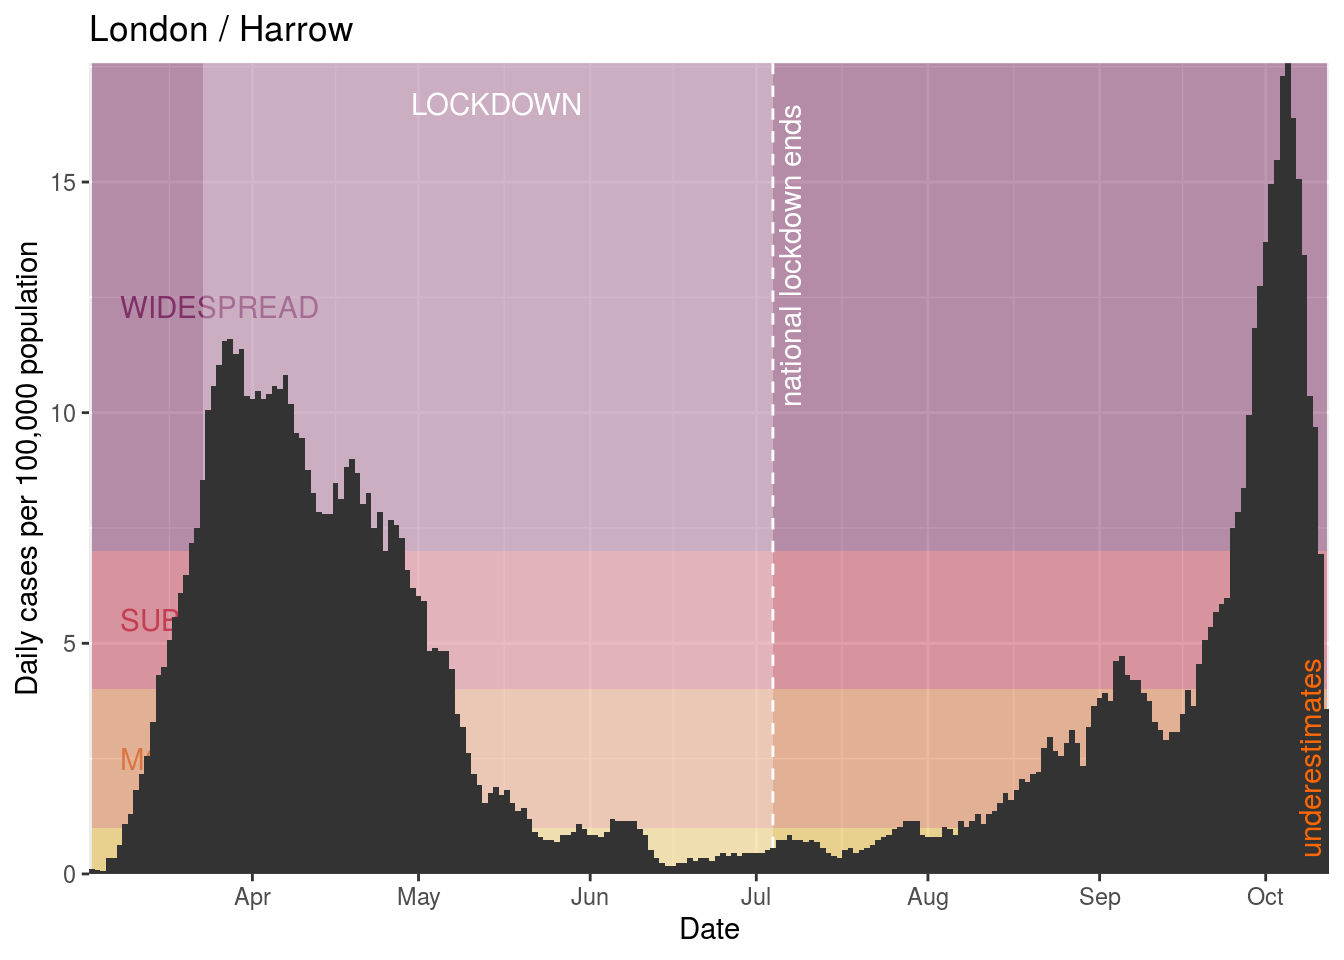 London / Harrow
LOCKDOWN
national lockdown ends
WIDESPREAD
SUB
underestimates
15
10
5
0
Daily cases per 100,000 population
Apr
May
Jun
Jul
Aug
Sep
Oct
Date